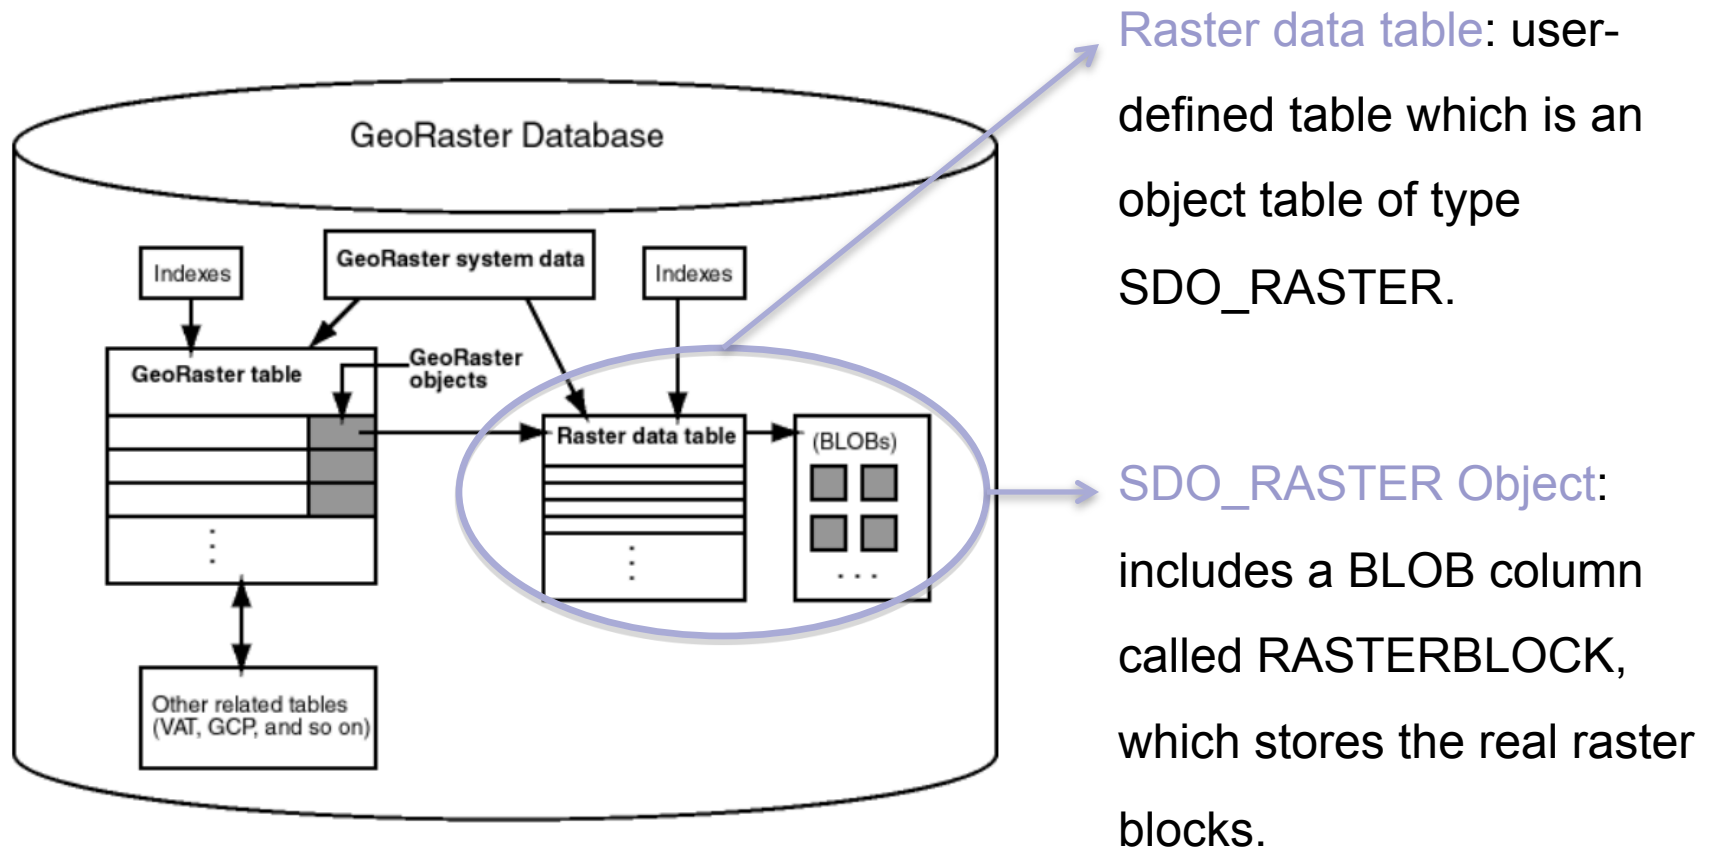 GeoRaster Database
Indexes
GeoRaster system data
Indexes
GeoRaster table
GeoRaster
objects
Raster data table
(BLOBs)
. . .
Other related tables
(VAT, GCP, and so on)
Raster data table: user-
defined table which is an
object table of type
SDO_RASTER.
SDO_RASTER Object:
includes a BLOB column
called RASTERBLOCK,
which stores the real raster
blocks.